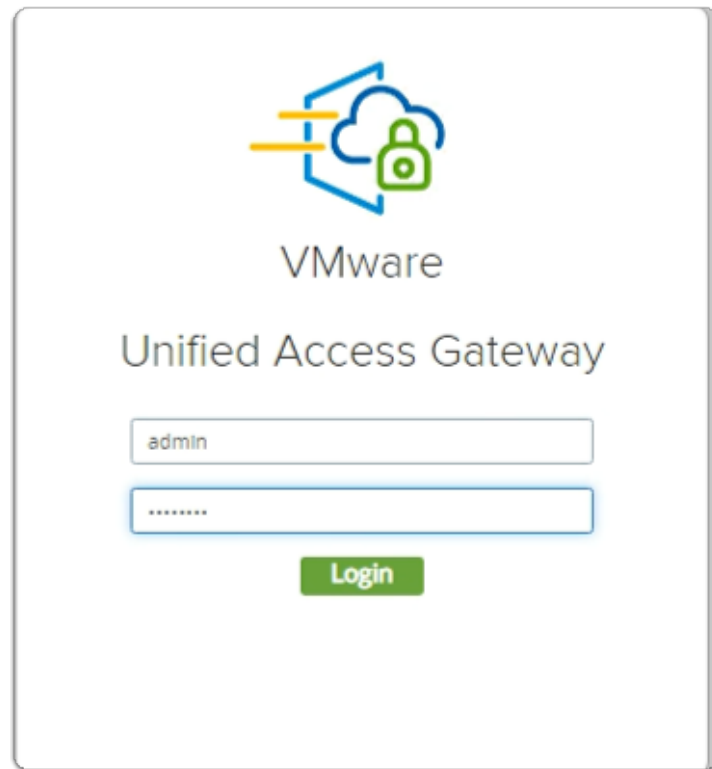 VMware
Unified Access Gateway
admin
••••••••
Login